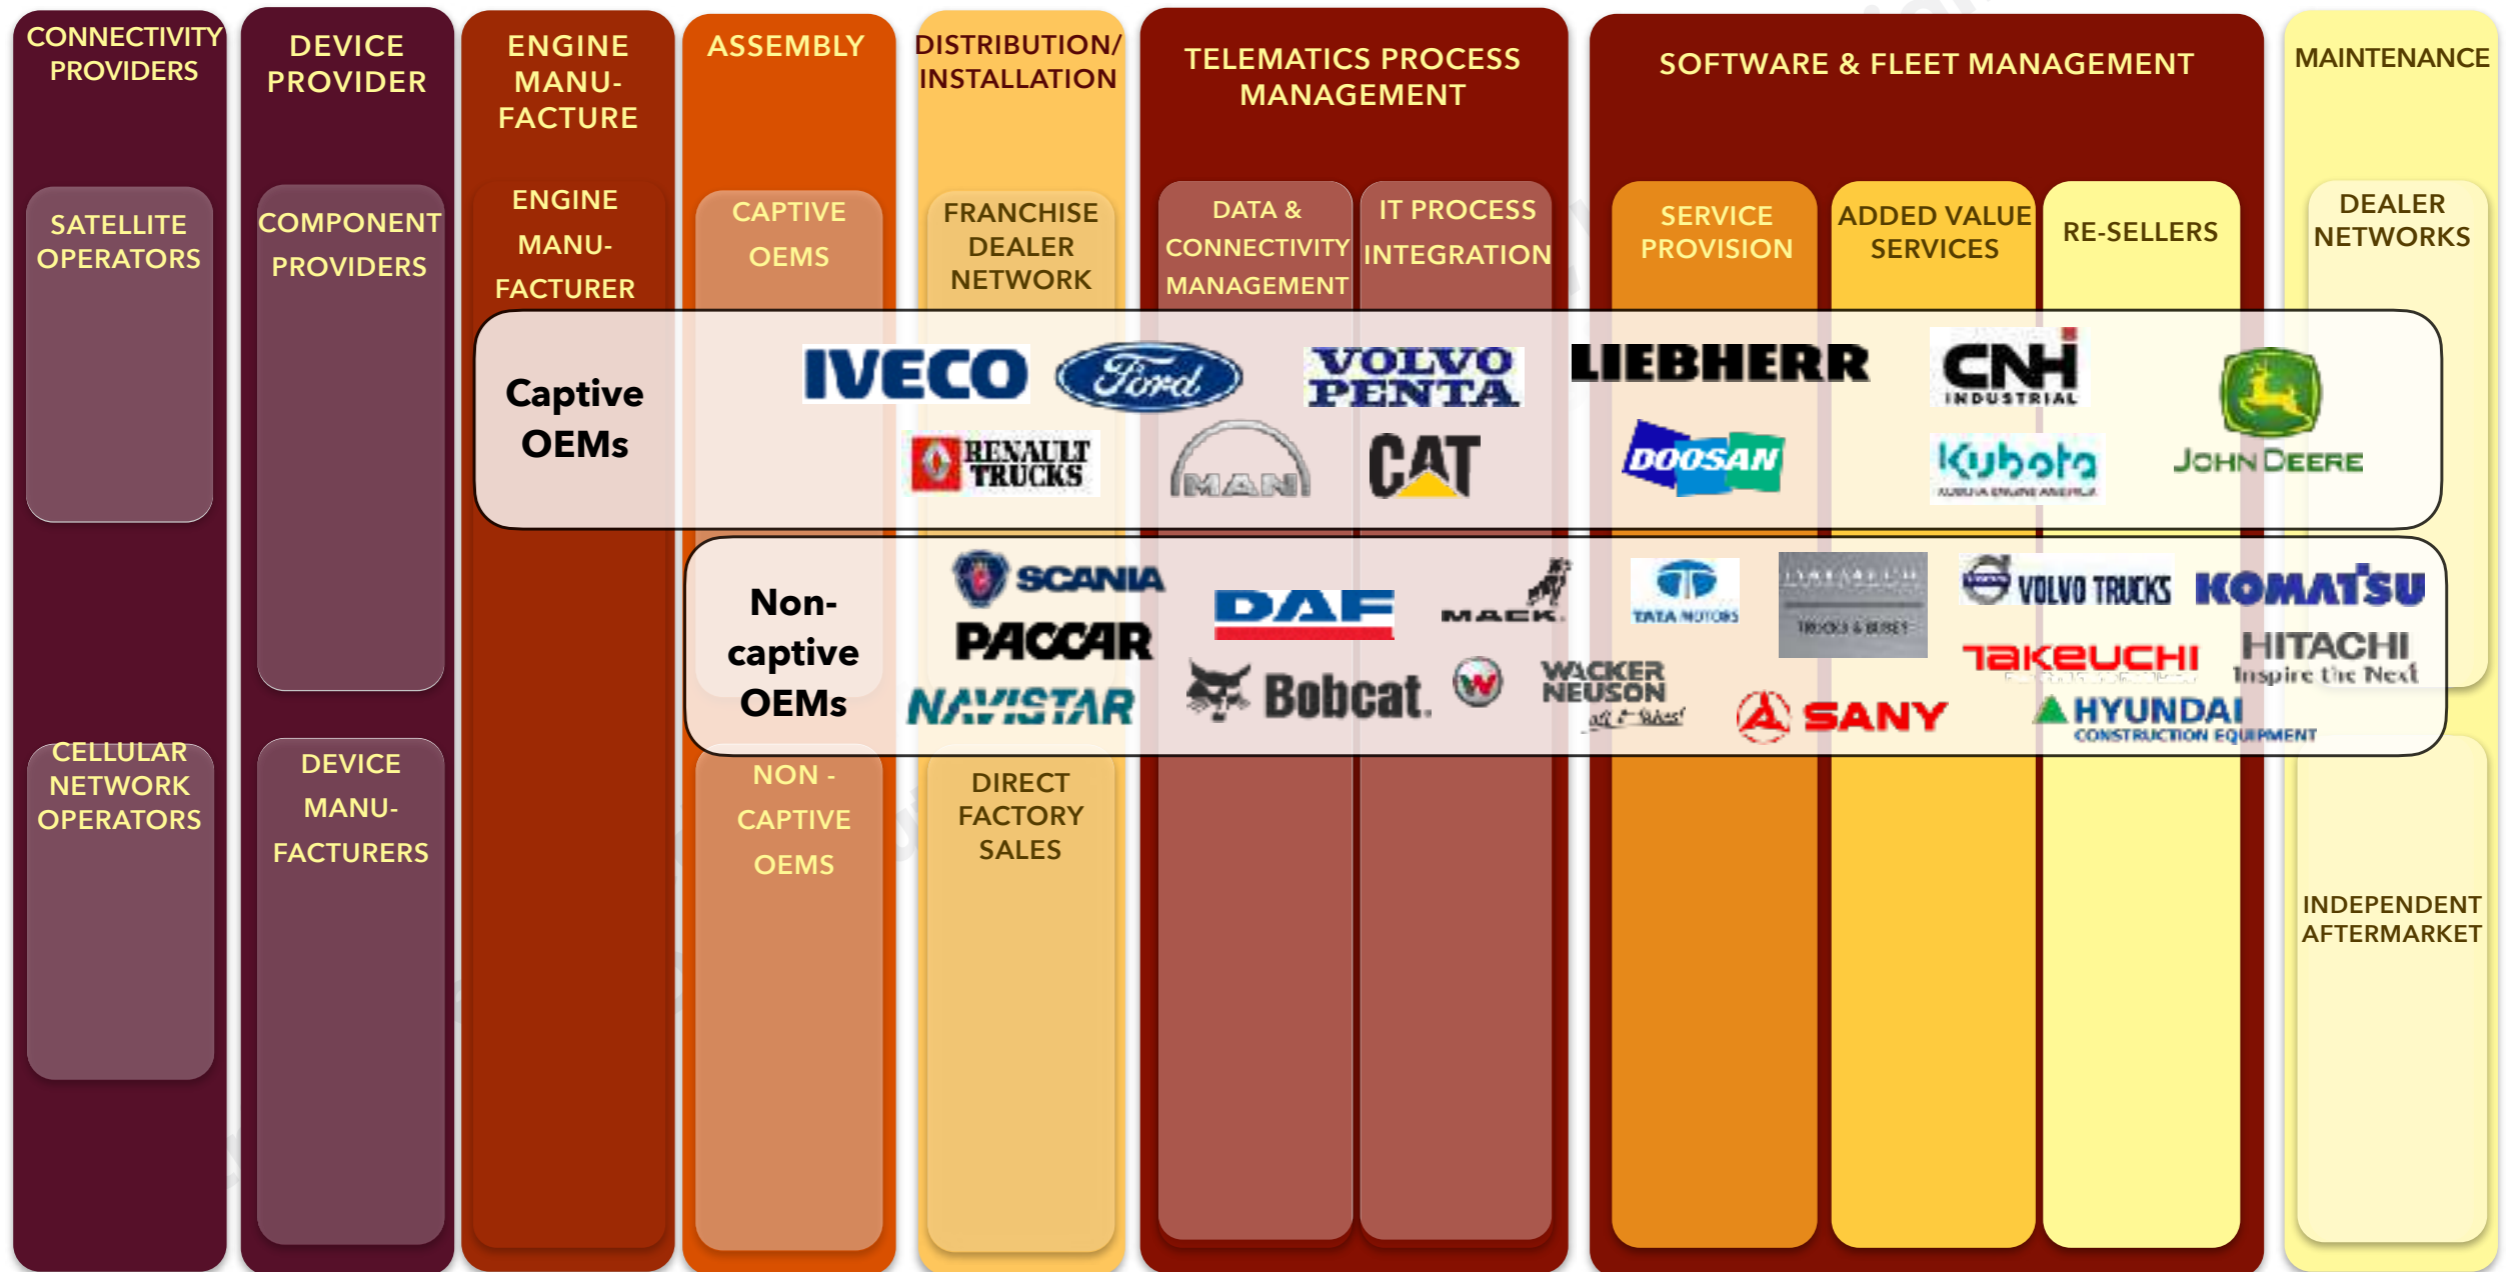 CONNECTIVITY
PROVIDERS
SATELLITE
OPERATORS
CELLULAR
NETWORK
OPERATORS
DEVICE
PROVIDER
COMPONENT
PROVIDERS
DEVICE
MANU-
FACTURERS
ENGINE
MANU-
FACTURE
ENGINE
MANU-
FACTURER
ASSEMBLY
CAPTIVE
OEMS
NON -
CAPTIVE
OEMS
DISTRIBUTION/
INSTALLATION
FRANCHISE
DEALER
NETWORK
DIRECT
FACTORY
SALES
TELEMATICS PROCESS
MANAGEMENT
DATA &
CONNECTIVITY
MANAGEMENT
IT PROCESS
INTEGRATION
SOFTWARE & FLEET MANAGEMENT
SERVICE
PROVISION
ADDED VALUE
SERVICES
RE-SELLERS
MAINTENANCE
DEALER
NETWORKS
INDEPENDENT
AFTERMARKET
Captive
OEMs
IVECO
Ford
VOLVO
PENTA
LIEBHERR
CNH
INDUSTRIAL
RENAULT
TRUCKS
MAN
CAT
DOOSAN
Kubota
KUBOTA ENGINE AMERICA
JOHN DEERE
Non-
captive
OEMs
SCANIA
PACCAR
NAVISTAR
DAF
Bobcat.
MACK.
W
WACKER
NEUSON
TATA MOTORS
TRUCKS & BUSES
SANY
VOLVO TRUCKS
TAKEUCHI
HYUNDAI
CONSTRUCTION EQUIPMENT
KOMATSU
HITACHI
Inspire the Next